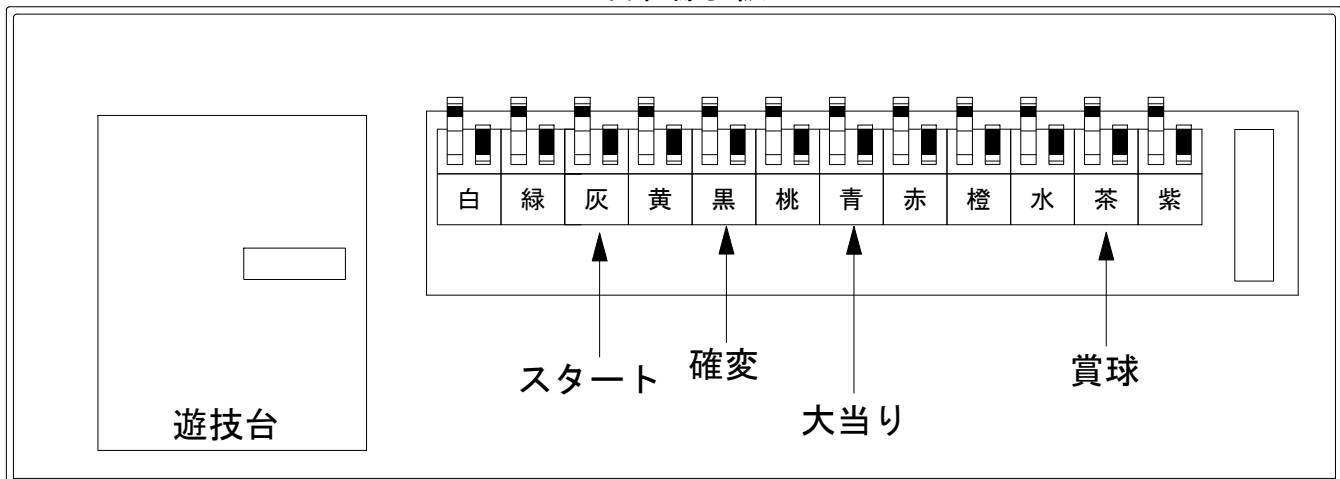 白 緑 灰 黄 黒 桃 青 赤 橙 水 茶 紫
スタート 確変 大当り 賞球
遊技台